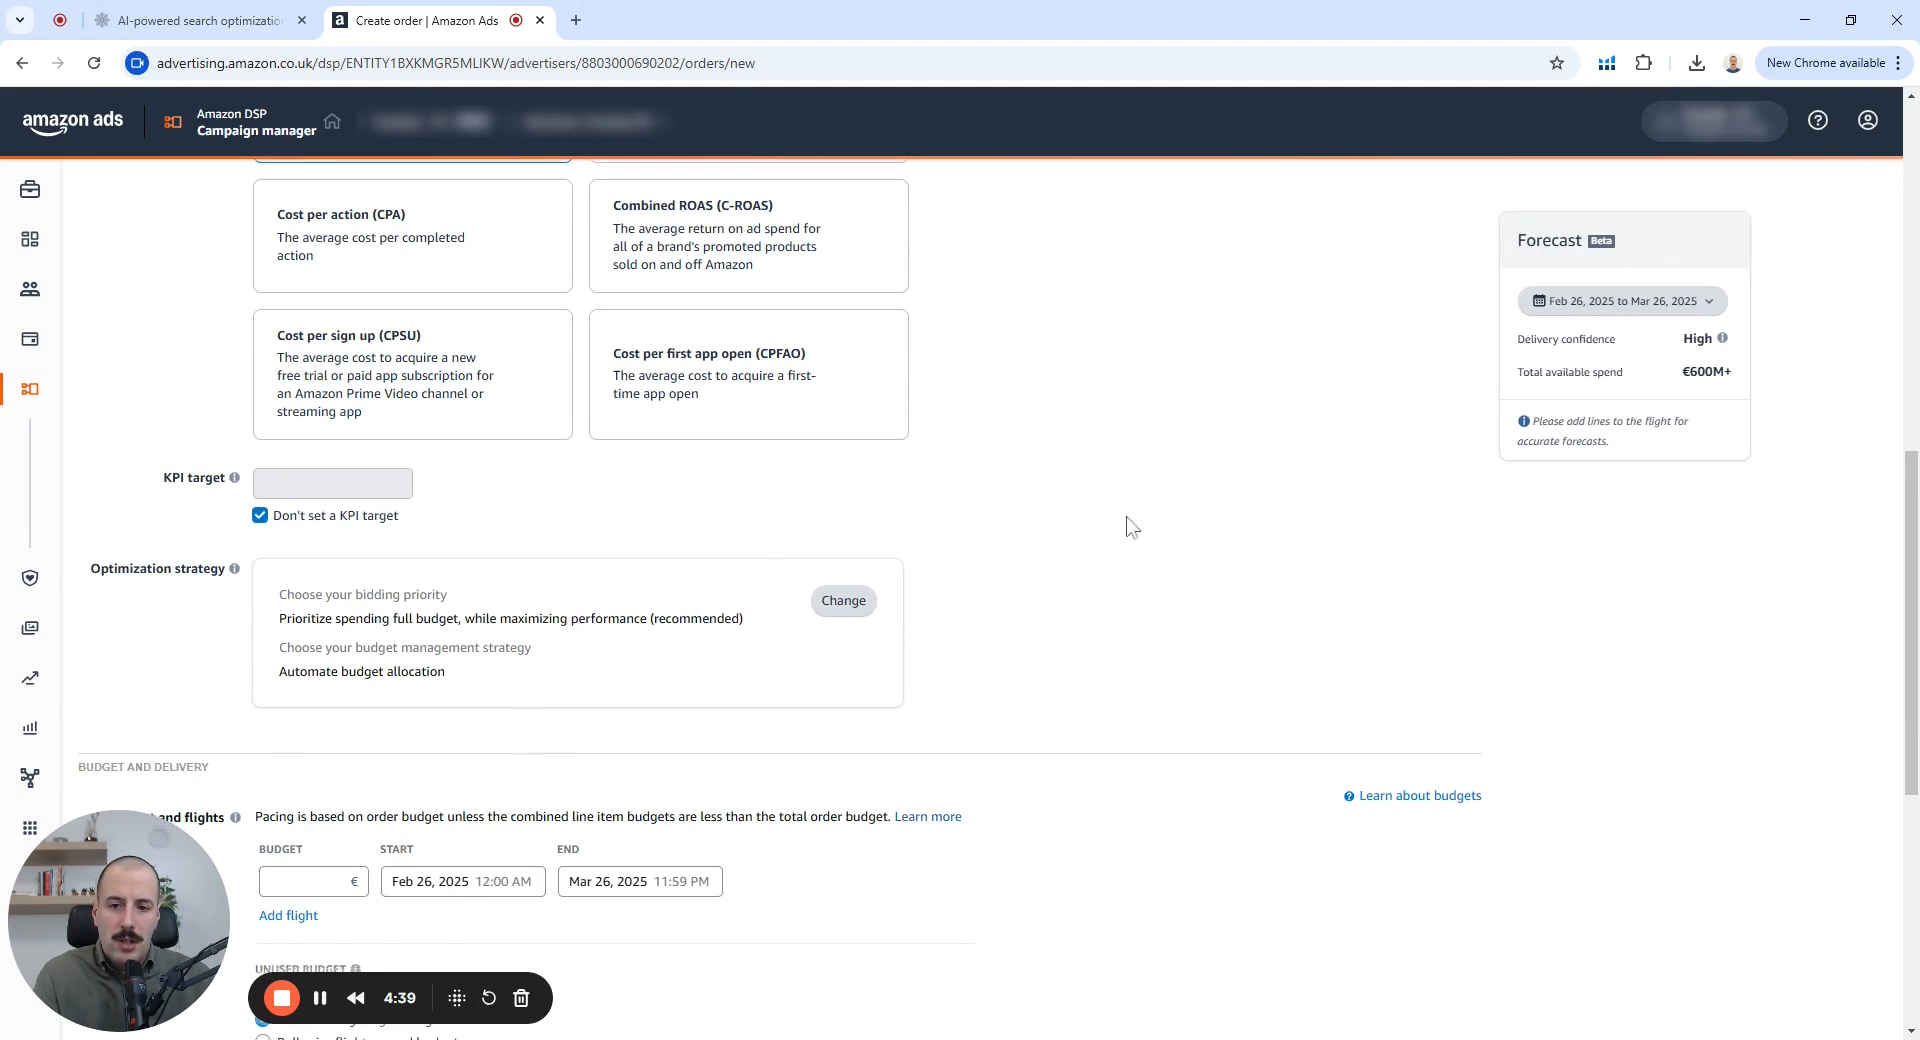 AI-powered search optimizatio
Create order | Amazon Ads
advertising.amazon.co.uk/dsp/ENTITY1BXKMGR5MLIKW/advertisers/8803000690202/orders/new
New Chrome available
amazon ads
Amazon DSP
Campaign manager
Cost per action (CPA)
The average cost per completed
action
Combined ROAS (C-ROAS)
The average return on ad spend for
all of a brand's promoted products
sold on and off Amazon
Cost per sign up (CPSU)
The average cost to acquire a new
free trial or paid app subscription for
an Amazon Prime Video channel or
streaming app
Cost per first app open (CPFAO)
The average cost to acquire a first-
time app open
KPI target
Don't set a KPI target
Optimization strategy
Choose your bidding priority
Prioritize spending full budget, while maximizing performance (recommended)
Choose your budget management strategy
Automate budget allocation
Change
Forecast Beta
Feb 26, 2025 to Mar 26, 2025
Delivery confidence High
Total available spend €600M+
Please add lines to the flight for
accurate forecasts.
BUDGET AND DELIVERY
Learn about budgets
and flights
Pacing is based on order budget unless the combined line item budgets are less than the total order budget. Learn more
BUDGET START END
€ Feb 26, 2025 12:00 AM Mar 26, 2025 11:59 PM
Add flight
UNUSED BUDGET
4:39